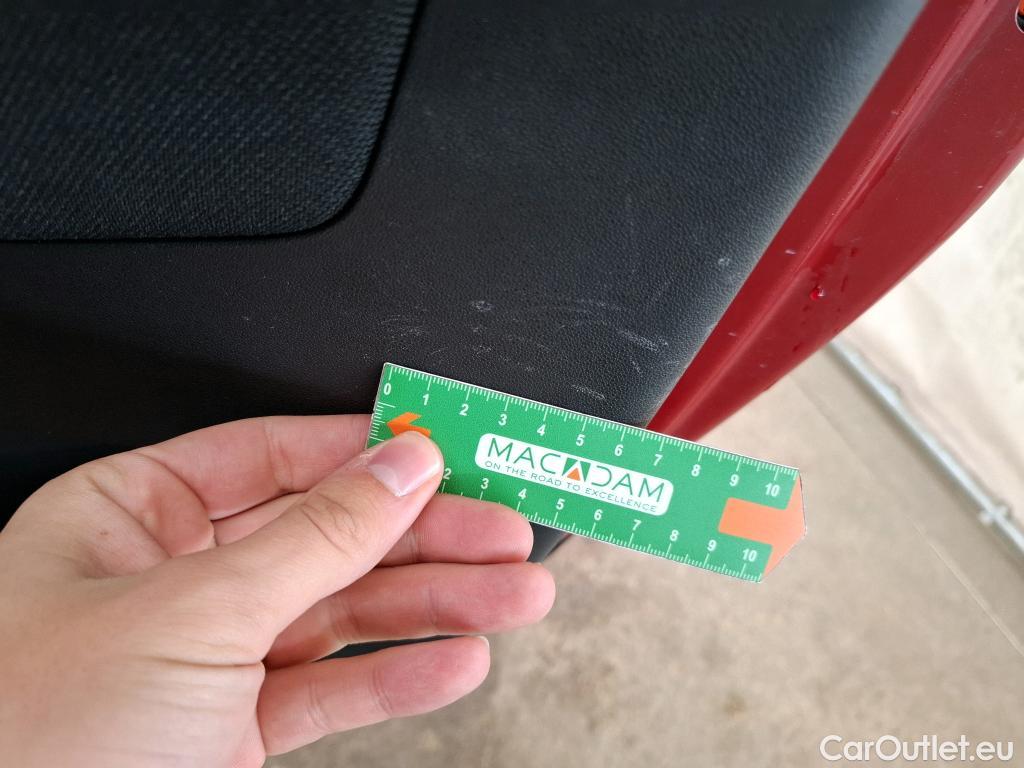 0 1 2 3 4 5 6 7 8 9 10
MACADAM
ON THE ROAD TO EXCELLENCE
2 3 4 5 6 7 8 9 10
CarOutlet.eu